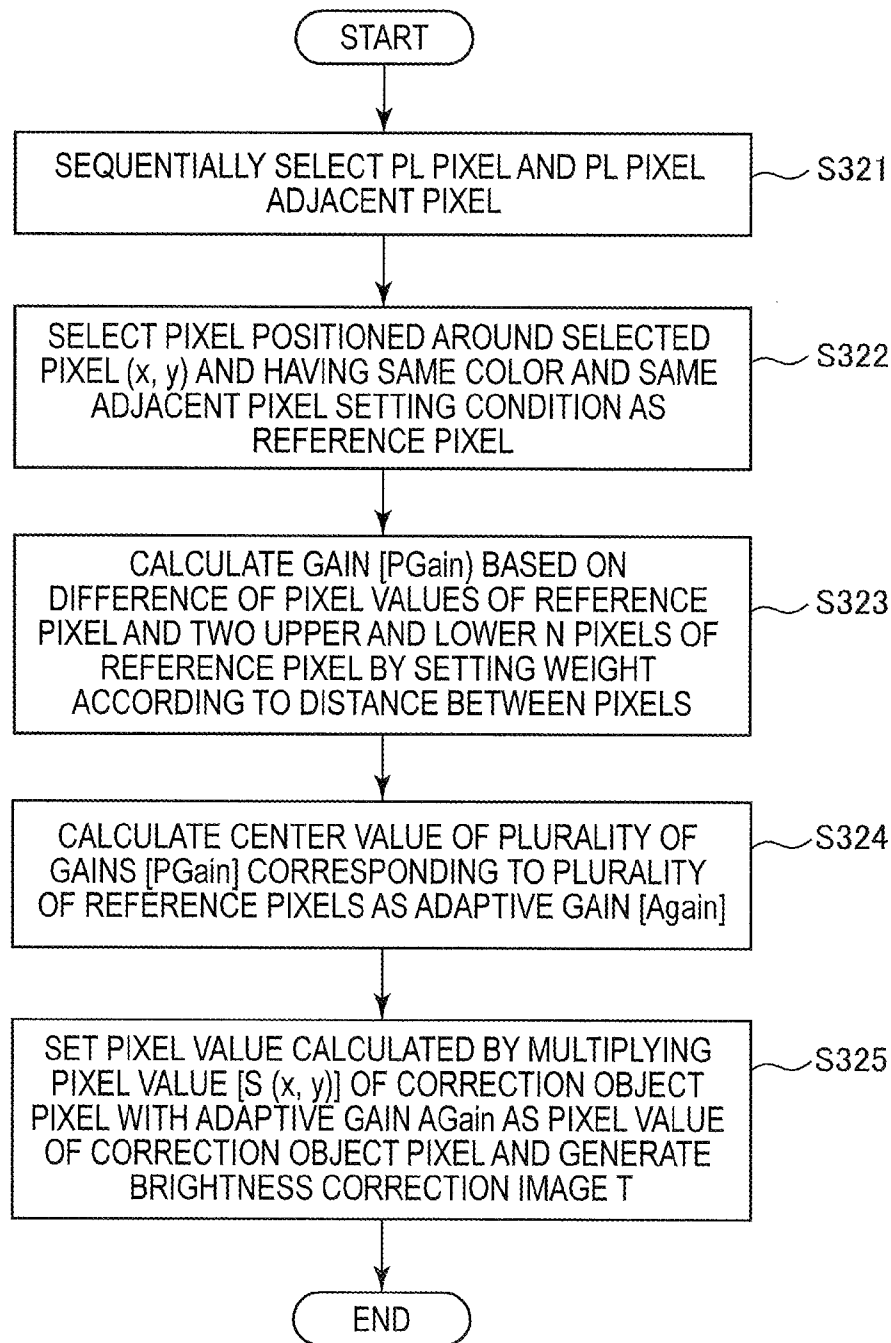 START
SEQUENTIALLY SELECT PL PIXEL AND PL PIXEL
ADJACENT PIXEL
S321
SELECT PIXEL POSITIONED AROUND SELECTED
PIXEL (x, y) AND HAVING SAME COLOR AND SAME
ADJACENT PIXEL SETTING CONDITION AS
REFERENCE PIXEL
S322
CALCULATE GAIN [PGain) BASED ON
DIFFERENCE OF PIXEL VALUES OF REFERENCE
PIXEL AND TWO UPPER AND LOWER N PIXELS OF
REFERENCE PIXEL BY SETTING WEIGHT
ACCORDING TO DISTANCE BETWEEN PIXELS
S323
CALCULATE CENTER VALUE OF PLURALITY OF
GAINS [PGain] CORRESPONDING TO PLURALITY
OF REFERENCE PIXELS AS ADAPTIVE GAIN [Again]
S324
SET PIXEL VALUE CALCULATED BY MULTIPLYING
PIXEL VALUE [S (x, y)] OF CORRECTION OBJECT
PIXEL WITH ADAPTIVE GAIN AGain AS PIXEL VALUE
OF CORRECTION OBJECT PIXEL AND GENERATE
BRIGHTNESS CORRECTION IMAGE T
S325
END